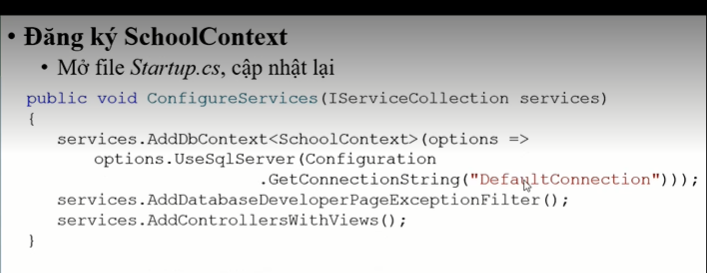 • Đăng ký SchoolContext
• Mở file Startup.cs, cập nhật lại
public void ConfigureServices(IServiceCollection services)
{
services.AddDbContext<SchoolContext>(options =>
options.UseSqlServer(Configuration
.GetConnectionString("DefaultConnection")));
services.AddDatabaseDeveloperPageExceptionFilter();
services.AddControllersWithViews();
}